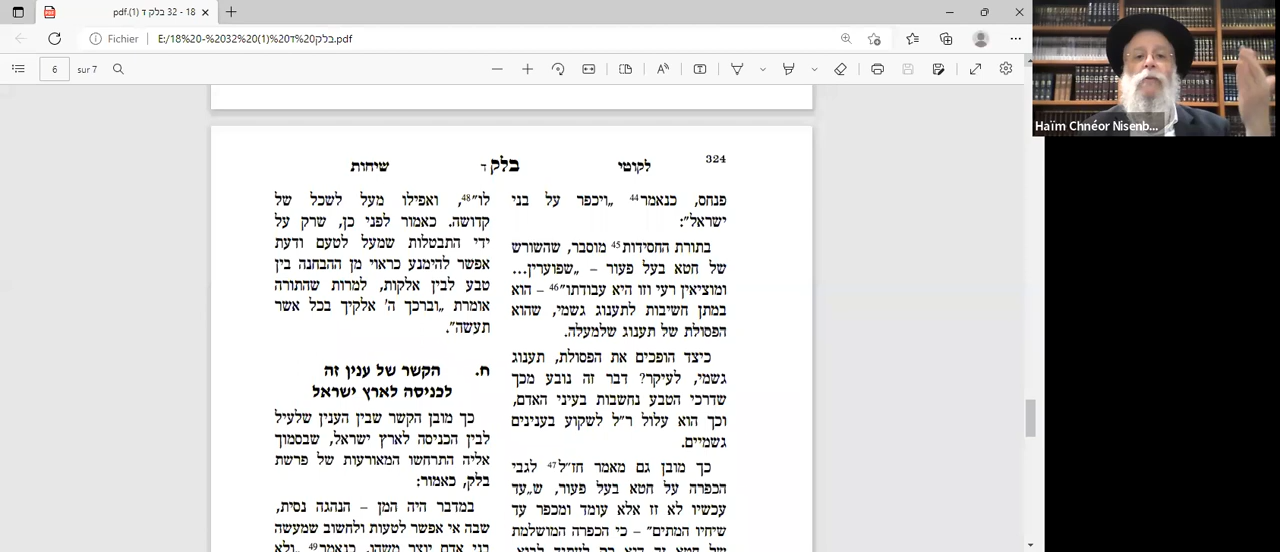 18 - 32 בלק ד (1).pdf
Fichier
E:/18%20-%2032%20בלק%20ד%20(1).pdf
6
sur 7
Haïm Chnéor Nisenb...
324
לקוטי
בלק ד
שיחות
פנחס, כנאמר44 „ויכפר על בני
ישראל":
בתורת החסידות45 מוסבר, שהשורש
של חטא בעל פעור – „שפוערין...
ומוציאין רעי וזו היא עבודתו"46 – הוא
במתן חשיבות לתענוג גשמי, שהוא
הפסולת של תענוג שלמעלה.
כיצד הופכים את הפסולת, תענוג
גשמי, לעיקר? דבר זה נובע מכך
שדרכי הטבע נחשבות בעיני האדם,
וכך הוא עלול ר"ל לשקוע בענינים
גשמיים.
כך מובן גם מאמר חז"ל47 לגבי
הכפרה על חטא בעל פעור, ש„עד
עכשיו לא זז אלא עומד ומכפר עד
שיחיו המתים" – כי הכפרה המושלמת
לו"48, ואפילו מעל לשכל של
קדושה. כאמור לפני כן, שרק על
ידי התבטלות שמעל לטעם ודעת
אפשר להימנע כראוי מן ההבחנה בין
טבע לבין אלקות, למרות שהתורה
אומרת „וברכך ה' אלקיך בכל אשר
תעשה".
ח. הקשר של ענין זה
לכניסה לארץ ישראל
כך מובן הקשר שבין הענין שלעיל
לבין הכניסה לארץ ישראל, שבסמוך
אליה התרחשו המאורעות של פרשת
בלק, כאמור:
במדבר היה המן – הנהגה נסית,
שבה אי אפשר לטעות ולחשוב שמעשה
בני אדם יוצר משהו, כנאמר49 „ולא